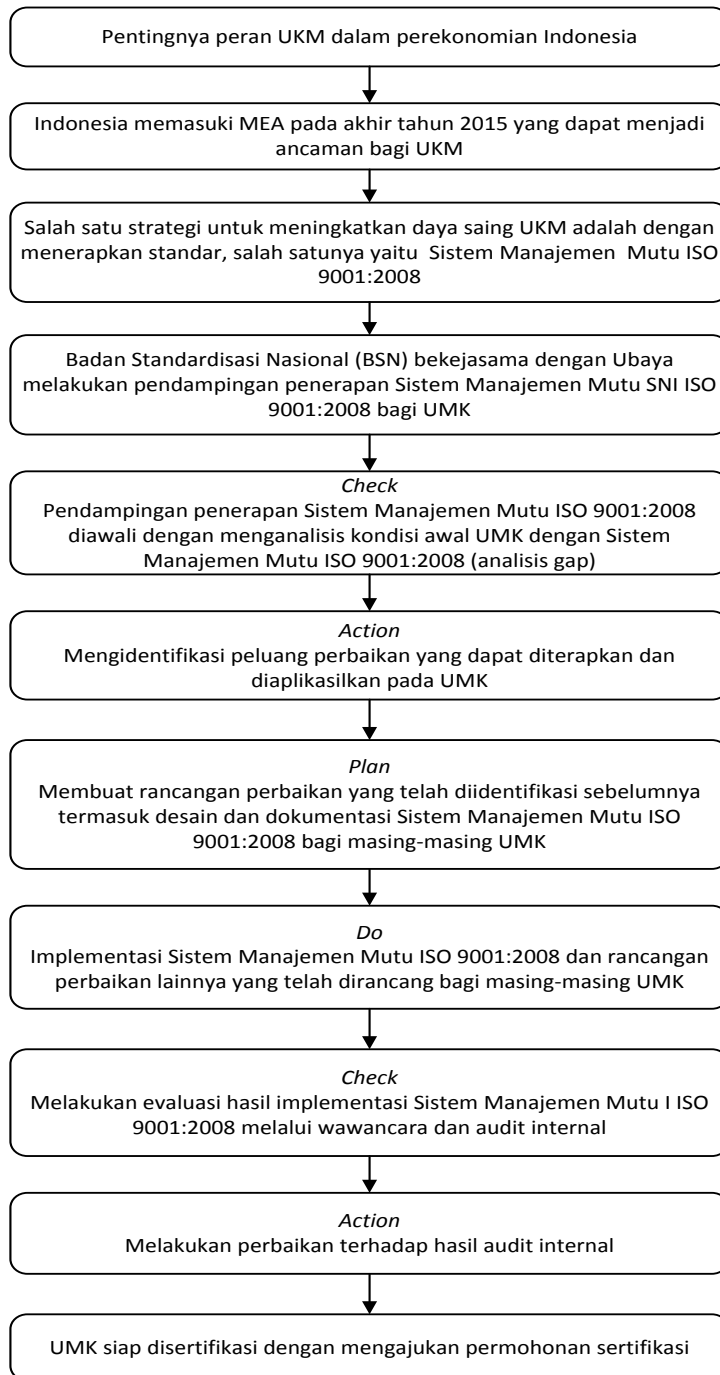 Pentingnya peran UKM dalam perekonomian Indonesia
Indonesia memasuki MEA pada akhir tahun 2015 yang dapat menjadi
ancaman bagi UKM
Salah satu strategi untuk meningkatkan daya saing UKM adalah dengan
menerapkan standar, salah satunya yaitu Sistem Manajemen Mutu ISO
9001:2008
Badan Standardisasi Nasional (BSN) bekejasama dengan Ubaya
melakukan pendampingan penerapan Sistem Manajemen Mutu SNI ISO
9001:2008 bagi UMK
Check
Pendampingan penerapan Sistem Manajemen Mutu ISO 9001:2008
diawali dengan menganalisis kondisi awal UMK dengan Sistem
Manajemen Mutu ISO 9001:2008 (analisis gap)
Action
Mengidentifikasi peluang perbaikan yang dapat diterapkan dan
diaplikasilkan pada UMK
Plan
Membuat rancangan perbaikan yang telah diidentifikasi sebelumnya
termasuk desain dan dokumentasi Sistem Manajemen Mutu ISO
9001:2008 bagi masing-masing UMK
Do
Implementasi Sistem Manajemen Mutu ISO 9001:2008 dan rancangan
perbaikan lainnya yang telah dirancang bagi masing-masing UMK
Check
Melakukan evaluasi hasil implementasi Sistem Manajemen Mutu I ISO
9001:2008 melalui wawancara dan audit internal
Action
Melakukan perbaikan terhadap hasil audit internal
UMK siap disertifikasi dengan mengajukan permohonan sertifikasi